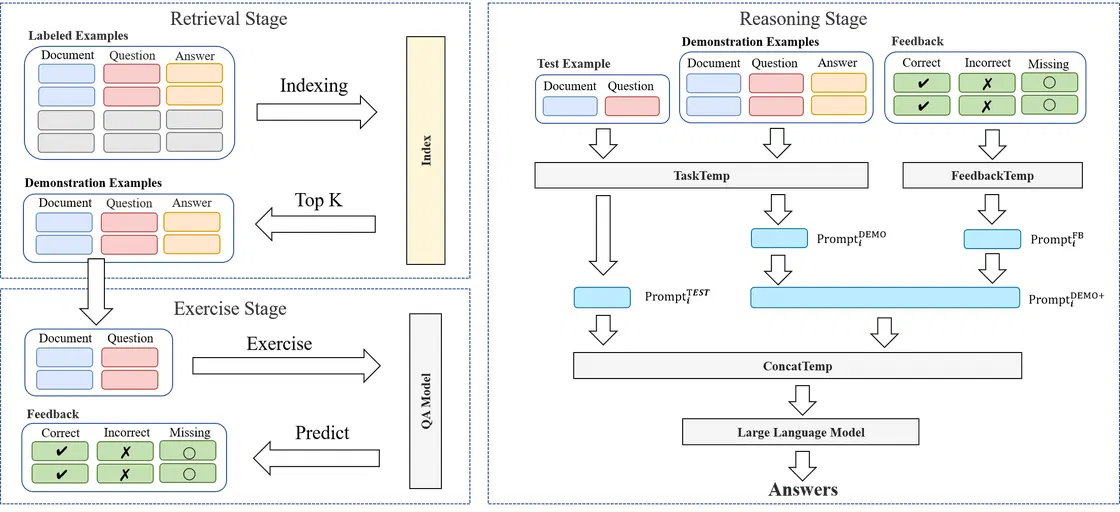 Retrieval Stage
Labeled Examples
Document Question Answer
Indexing
Index
Demonstration Examples
Document Question Answer
Top K
Exercise Stage
Document Question
Exercise
QA Model
Feedback
Correct Incorrect Missing
✔ ✗ ○
✔ ✗ ○
Predict
Reasoning Stage
Test Example
Document Question
Demonstration Examples
Document Question Answer
Feedback
Correct Incorrect Missing
✔ ✗ ○
✔ ✗ ○
TaskTemp
FeedbackTemp
Prompt_i^DEMO
Prompt_i^FB
Prompt_i^TEST
Prompt_i^DEMO+
ConcatTemp
Large Language Model
Answers